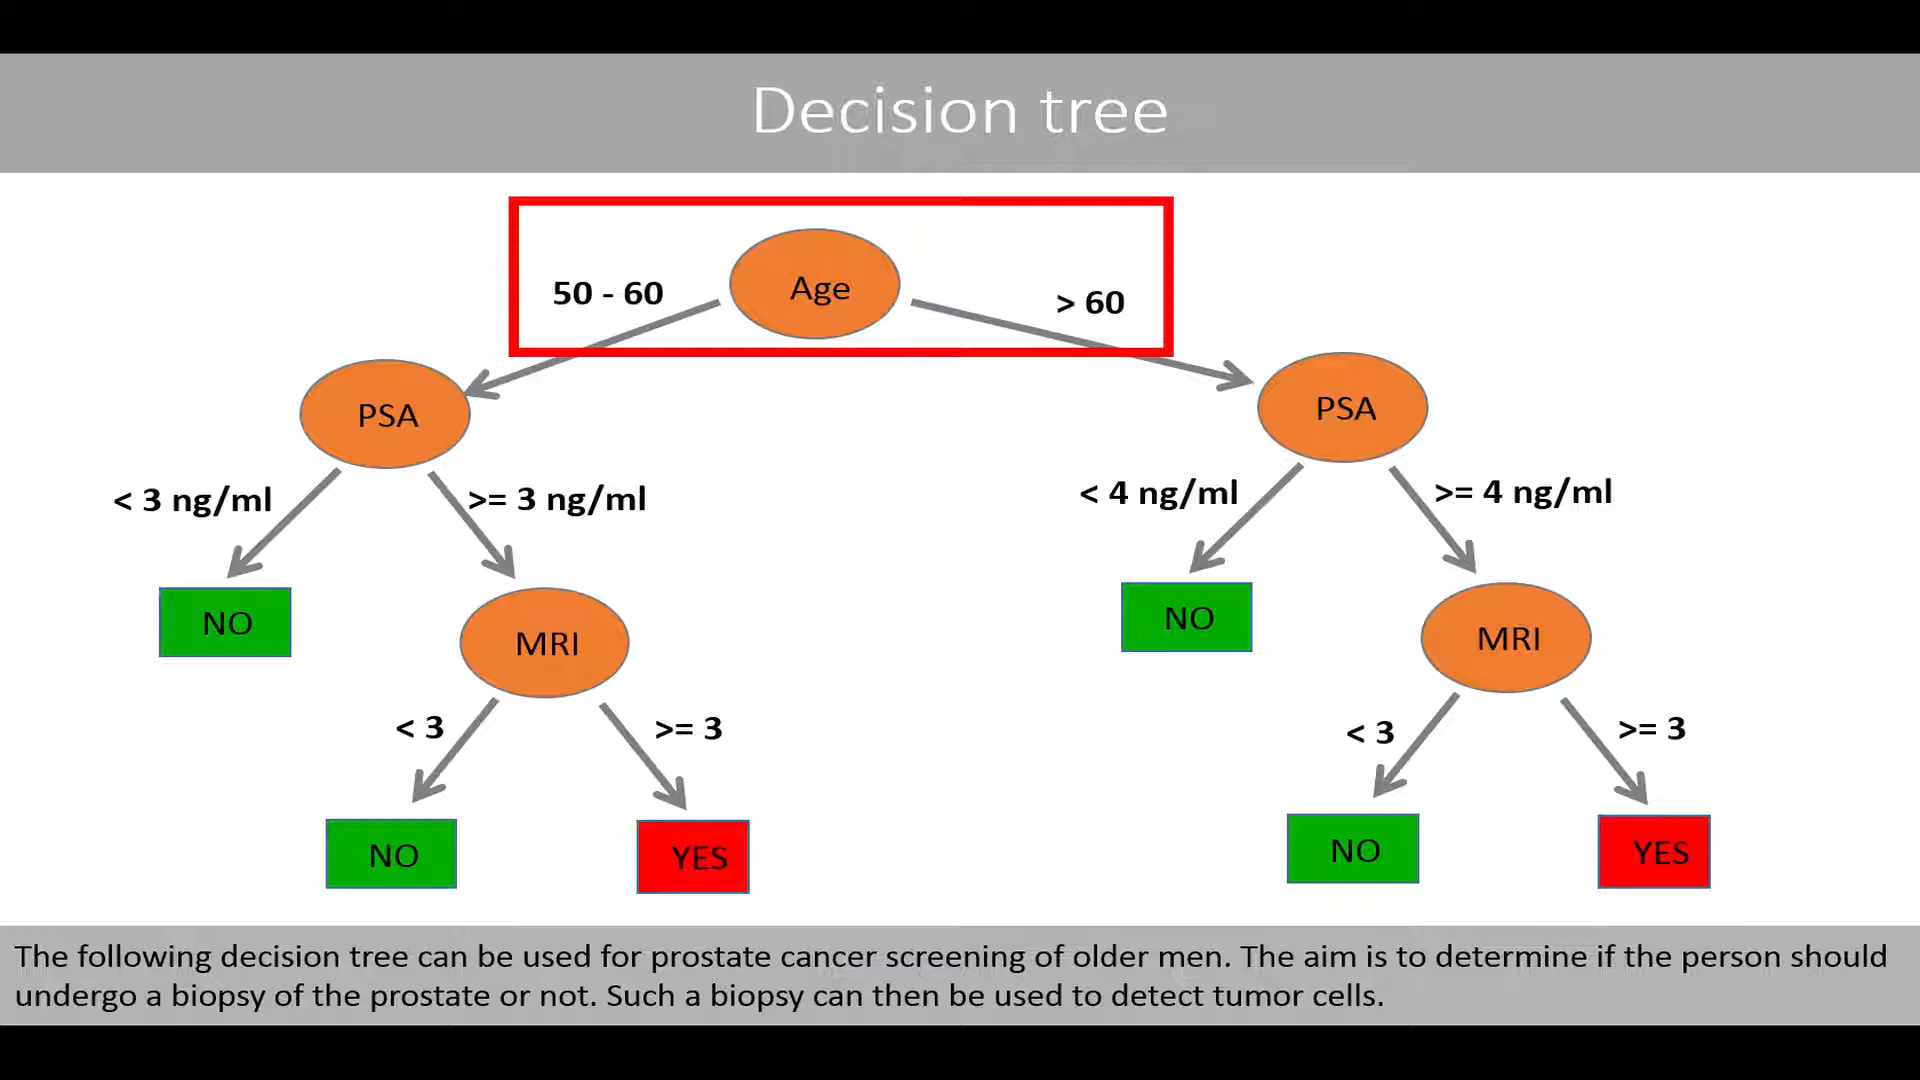 Decision tree
50 - 60
Age
> 60
PSA
PSA
< 3 ng/ml
>= 3 ng/ml
< 4 ng/ml
>= 4 ng/ml
NO
MRI
NO
MRI
< 3
>= 3
< 3
>= 3
NO
YES
NO
YES
The following decision tree can be used for prostate cancer screening of older men. The aim is to determine if the person should
undergo a biopsy of the prostate or not. Such a biopsy can then be used to detect tumor cells.